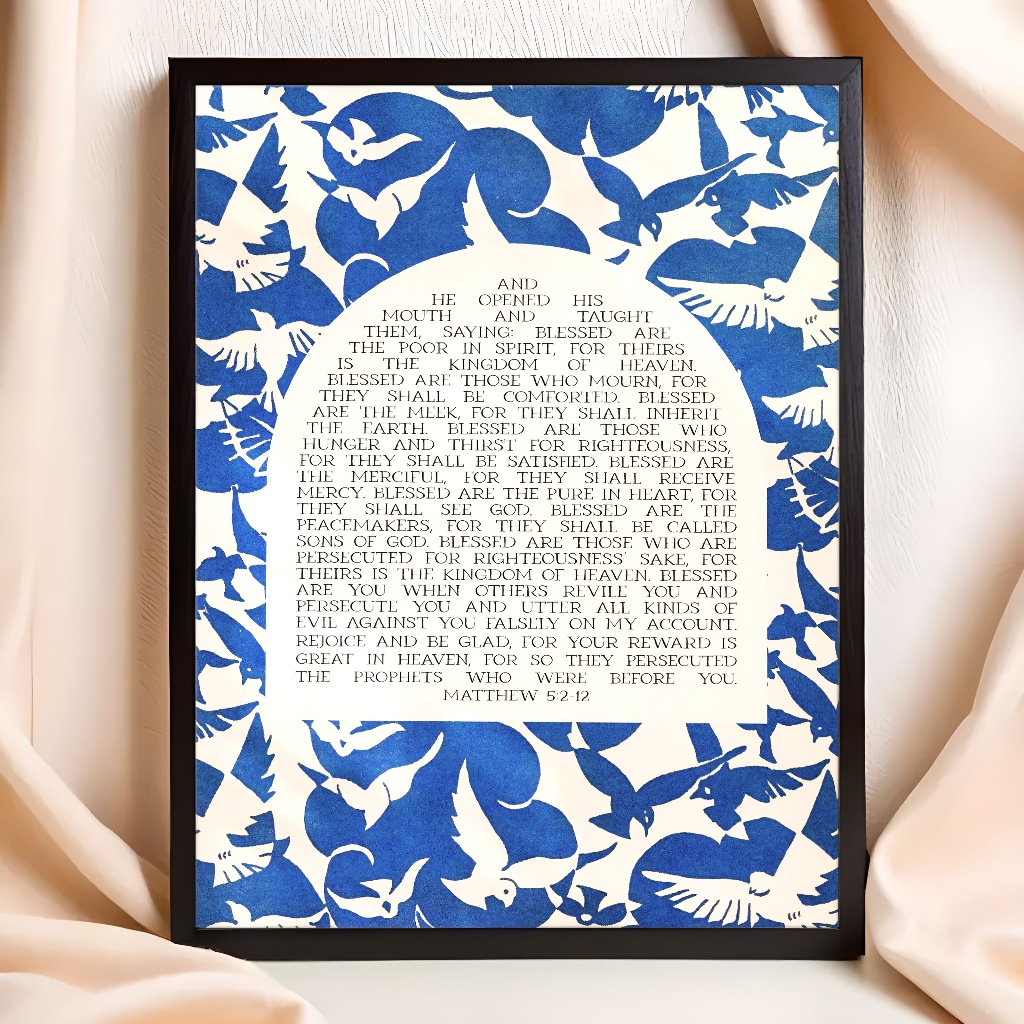 AND
HE OPENED HIS
MOUTH AND TAUGHT
THEM, SAYING: BLESSED ARE
THE POOR IN SPIRIT, FOR THEIRS
IS THE KINGDOM OF HEAVEN.
BLESSED ARE THOSE WHO MOURN, FOR
THEY SHALL BE COMFORTED. BLESSED
ARE THE MEEK, FOR THEY SHALL INHERIT
THE EARTH. BLESSED ARE THOSE WHO
HUNGER AND THIRST FOR RIGHTEOUSNESS,
FOR THEY SHALL BE SATISFIED. BLESSED ARE
THE MERCIFUL, FOR THEY SHALL RECEIVE
MERCY. BLESSED ARE THE PURE IN HEART, FOR
THEY SHALL SEE GOD. BLESSED ARE THE
PEACEMAKERS, FOR THEY SHALL BE CALLED
SONS OF GOD. BLESSED ARE THOSE WHO ARE
PERSECUTED FOR RIGHTEOUSNESS' SAKE, FOR
THEIRS IS THE KINGDOM OF HEAVEN. BLESSED
ARE YOU WHEN OTHERS REVILE YOU AND
PERSECUTE YOU AND UTTER ALL KINDS OF
EVIL AGAINST YOU FALSELY ON MY ACCOUNT.
REJOICE AND BE GLAD, FOR YOUR REWARD IS
GREAT IN HEAVEN, FOR SO THEY PERSECUTED
THE PROPHETS WHO WERE BEFORE YOU.
MATTHEW 5:2-12